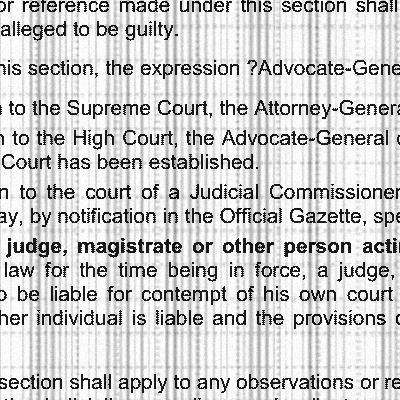 or reference made under this section shall
alleged to be guilty.
his section, the expression ?Advocate-Gene
to the Supreme Court, the Attorney-Genera
n to the High Court, the Advocate-General
Court has been established.
n to the court of a Judicial Commissioner
ay, by notification in the Official Gazette, spe
judge, magistrate or other person acti
law for the time being in force, a judge,
o be liable for contempt of his own court
her individual is liable and the provisions
section shall apply to any observations or re